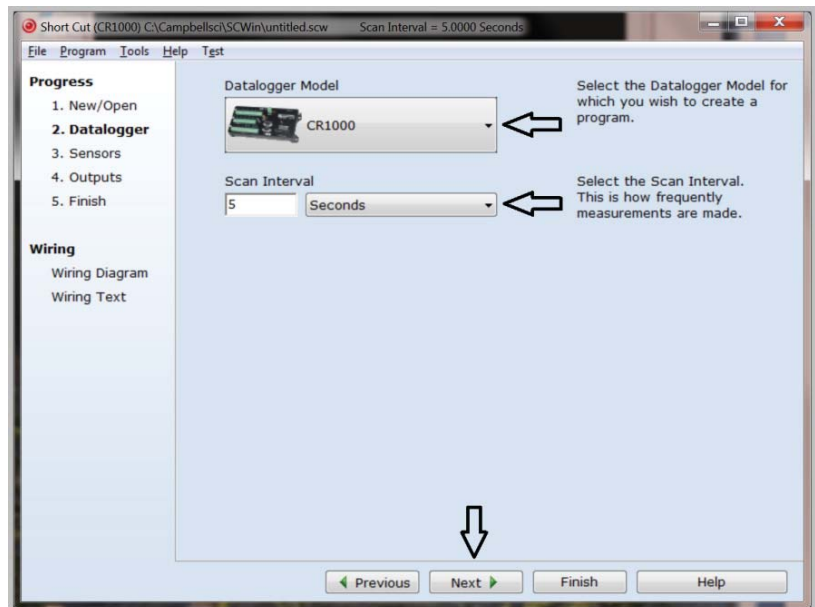 Short Cut (CR1000) C:\Campbellsci\SCWin\untitled.scw Scan Interval = 5.0000 Seconds
File Program Tools Help Test
Progress
1. New/Open
2. Datalogger
3. Sensors
4. Outputs
5. Finish
Wiring
Wiring Diagram
Wiring Text
Datalogger Model
CR1000
Select the Datalogger Model for
which you wish to create a
program.
Scan Interval
5 Seconds
Select the Scan Interval.
This is how frequently
measurements are made.
Previous Next Finish Help